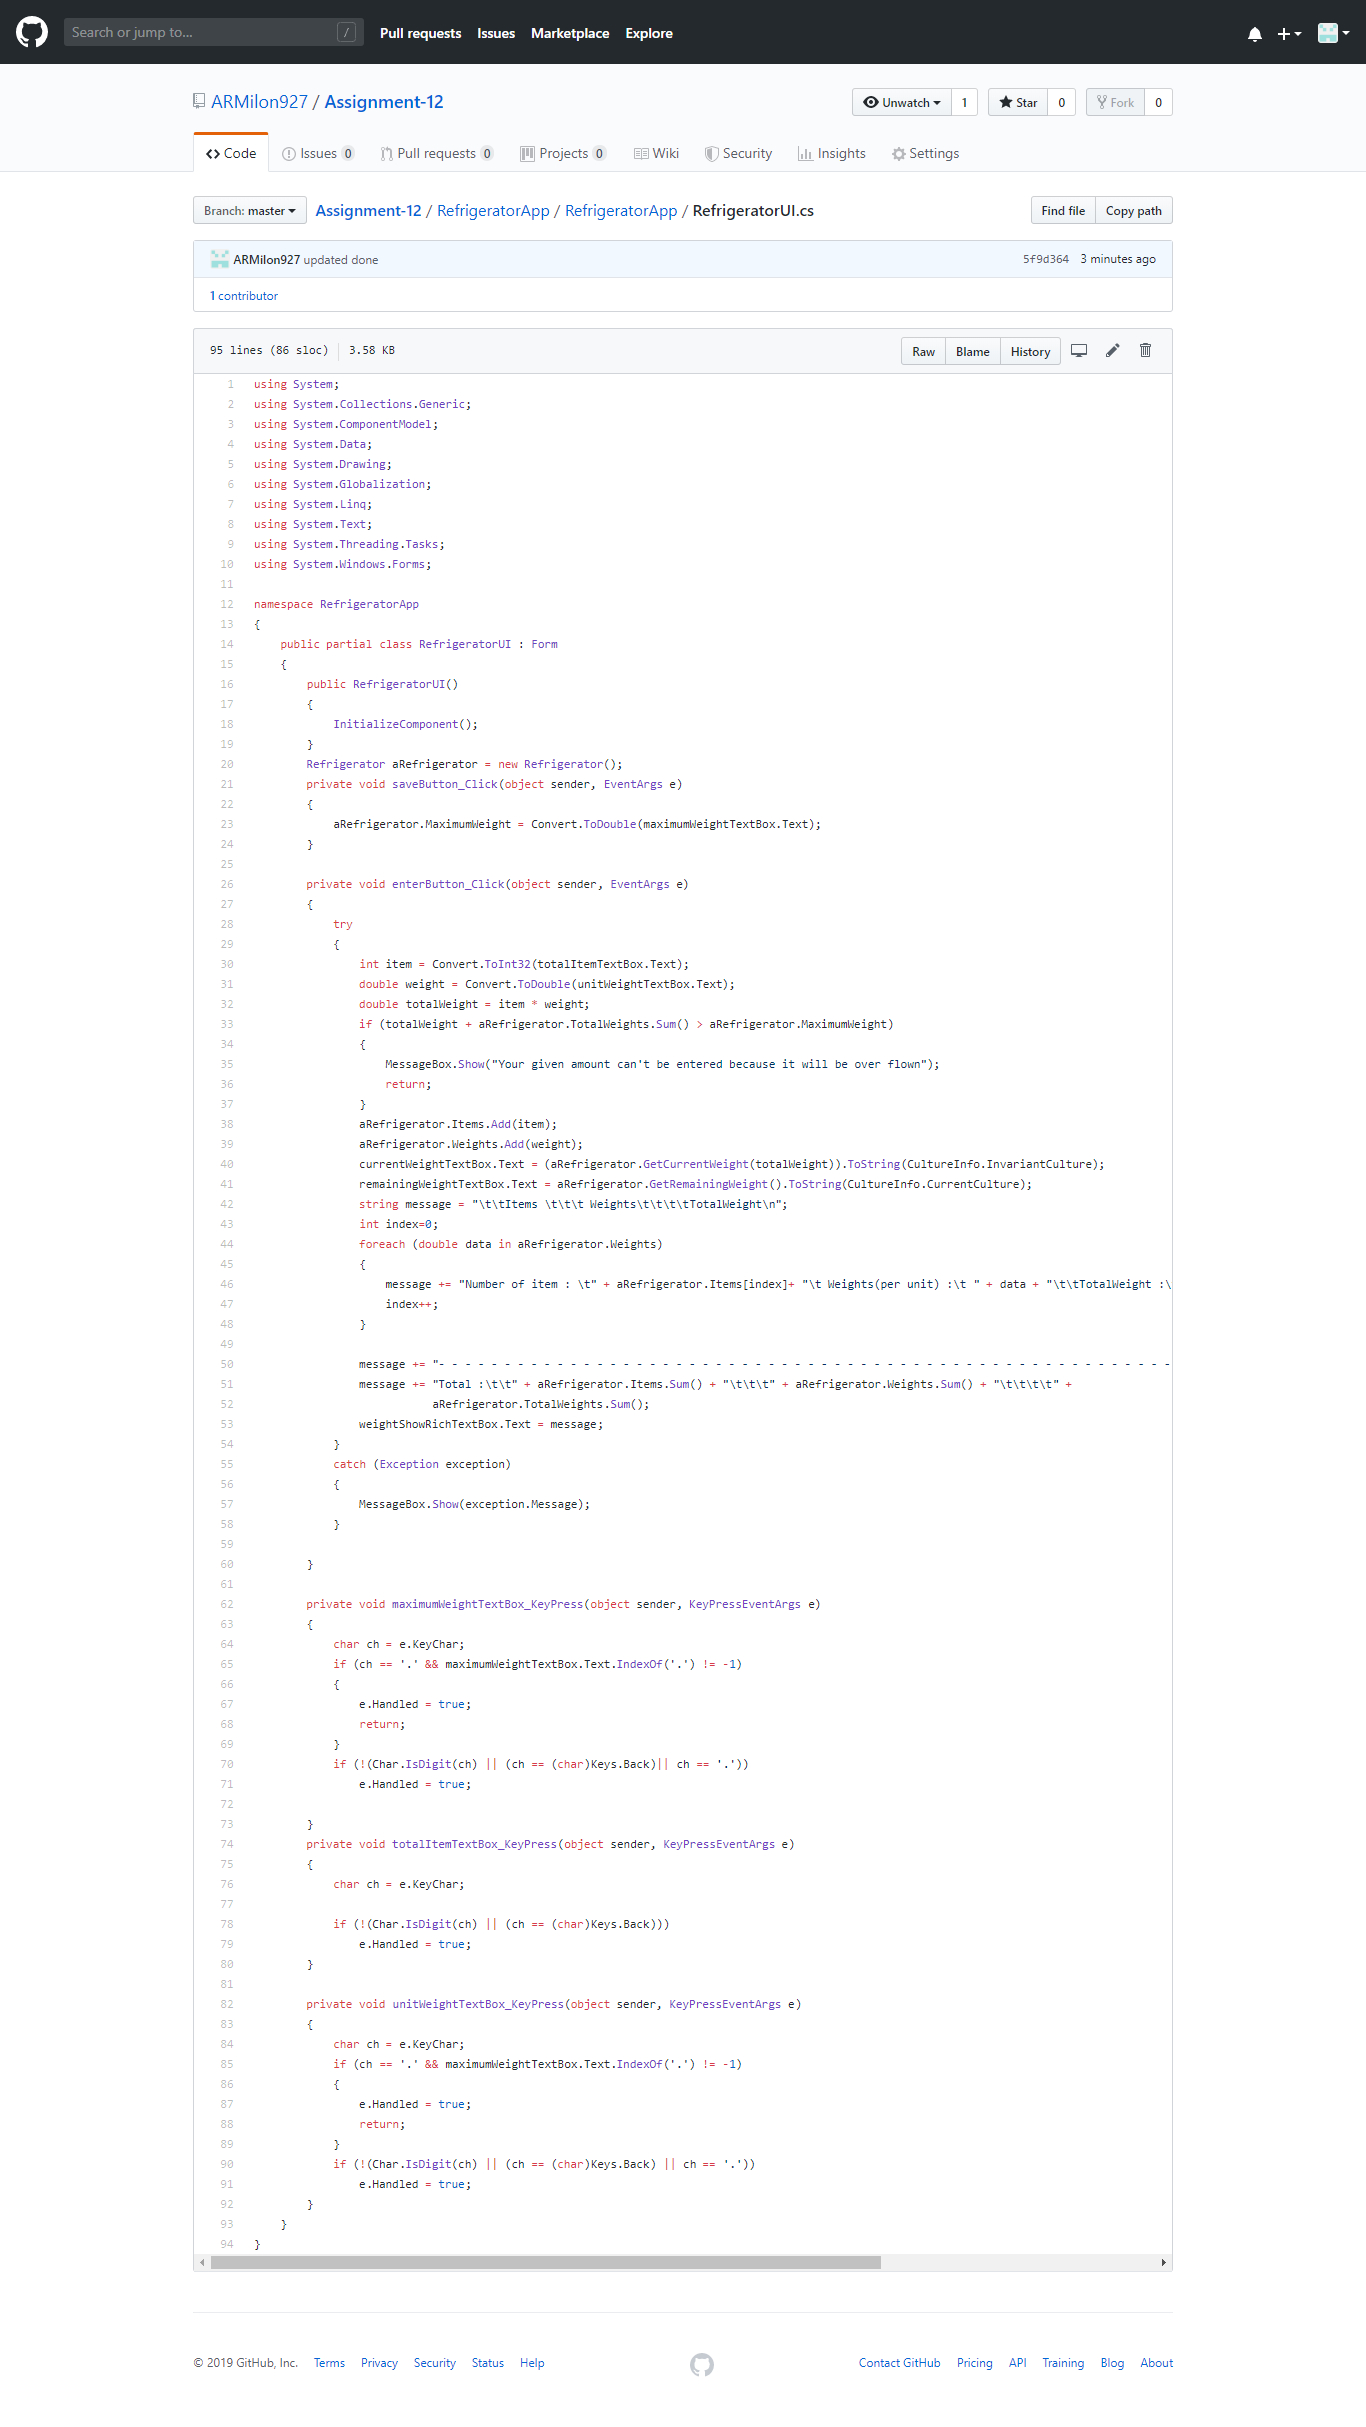 Search or jump to... /
Pull requests Issues Marketplace Explore
ARMilon927 / Assignment-12
Unwatch 1 Star 0 Fork 0
Code Issues 0 Pull requests 0 Projects 0 Wiki Security Insights Settings
Branch: master Assignment-12 / RefrigeratorApp / RefrigeratorApp / RefrigeratorUI.cs Find file Copy path
ARMilon927 updated done 5f9d364 3 minutes ago
1 contributor
95 lines (86 sloc) 3.58 KB Raw Blame History
1 using System;
2 using System.Collections.Generic;
3 using System.ComponentModel;
4 using System.Data;
5 using System.Drawing;
6 using System.Globalization;
7 using System.Linq;
8 using System.Text;
9 using System.Threading.Tasks;
10 using System.Windows.Forms;
11
12 namespace RefrigeratorApp
13 {
14 public partial class RefrigeratorUI : Form
15 {
16 public RefrigeratorUI()
17 {
18 InitializeComponent();
19 }
20 Refrigerator aRefrigerator = new Refrigerator();
21 private void saveButton_Click(object sender, EventArgs e)
22 {
23 aRefrigerator.MaximumWeight = Convert.ToDouble(maximumWeightTextBox.Text);
24 }
25
26 private void enterButton_Click(object sender, EventArgs e)
27 {
28 try
29 {
30 int item = Convert.ToInt32(totalItemTextBox.Text);
31 double weight = Convert.ToDouble(unitWeightTextBox.Text);
32 double totalWeight = item * weight;
33 if (totalWeight + aRefrigerator.TotalWeights.Sum() > aRefrigerator.MaximumWeight)
34 {
35 MessageBox.Show("Your given amount can't be entered because it will be over flown");
36 return;
37 }
38 aRefrigerator.Items.Add(item);
39 aRefrigerator.Weights.Add(weight);
40 currentWeightTextBox.Text = (aRefrigerator.GetCurrentWeight(totalWeight)).ToString(CultureInfo.InvariantCulture);
41 remainingWeightTextBox.Text = aRefrigerator.GetRemainingWeight().ToString(CultureInfo.CurrentCulture);
42 string message = "\t\tItems \t\t\t Weights\t\t\t\tTotalWeight\n";
43 int index=0;
44 foreach (double data in aRefrigerator.Weights)
45 {
46 message += "Number of item : \t" + aRefrigerator.Items[index]+ "\t Weights(per unit) :\t " + data + "\t\tTotalWeight :\
47 index++;
48 }
49
50 message += "- - - - - - - - - - - - - - - - - - - - - - - - - - - - - - - - - - - - - - - - - - - - - - - - - - - - - - - -
51 message += "Total :\t\t" + aRefrigerator.Items.Sum() + "\t\t\t" + aRefrigerator.Weights.Sum() + "\t\t\t\t" +
52 aRefrigerator.TotalWeights.Sum();
53 weightShowRichTextBox.Text = message;
54 }
55 catch (Exception exception)
56 {
57 MessageBox.Show(exception.Message);
58 }
59
60 }
61
62 private void maximumWeightTextBox_KeyPress(object sender, KeyPressEventArgs e)
63 {
64 char ch = e.KeyChar;
65 if (ch == '.' && maximumWeightTextBox.Text.IndexOf('.') != -1)
66 {
67 e.Handled = true;
68 return;
69 }
70 if (!(Char.IsDigit(ch) || (ch == (char)Keys.Back)|| ch == '.'))
71 e.Handled = true;
72
73 }
74 private void totalItemTextBox_KeyPress(object sender, KeyPressEventArgs e)
75 {
76 char ch = e.KeyChar;
77
78 if (!(Char.IsDigit(ch) || (ch == (char)Keys.Back)))
79 e.Handled = true;
80 }
81
82 private void unitWeightTextBox_KeyPress(object sender, KeyPressEventArgs e)
83 {
84 char ch = e.KeyChar;
85 if (ch == '.' && maximumWeightTextBox.Text.IndexOf('.') != -1)
86 {
87 e.Handled = true;
88 return;
89 }
90 if (!(Char.IsDigit(ch) || (ch == (char)Keys.Back) || ch == '.'))
91 e.Handled = true;
92 }
93 }
94 }
© 2019 GitHub, Inc. Terms Privacy Security Status Help Contact GitHub Pricing API Training Blog About